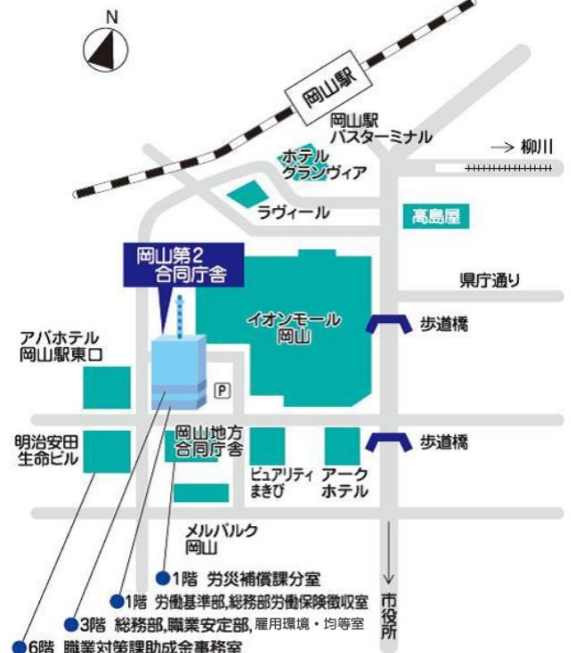 N
岡山駅
岡山駅
バスターミナル
→ 柳川
ホテル
グランヴィア
ラヴィール
高島屋
岡山第2
合同庁舎
県庁通り
イオンモール
岡山
歩道橋
アパホテル
岡山駅東口
P
明治安田
生命ビル
岡山地方
合同庁舎
歩道橋
ピュアリティ
まきび
アーク
ホテル
メルパルク
岡山
●1階 労災補償課分室
●1階 労働基準部,総務部労働保険徴収室
●3階 総務部,職業安定部,雇用環境・均等室
●6階 職業対策課助成金事務室
市役所